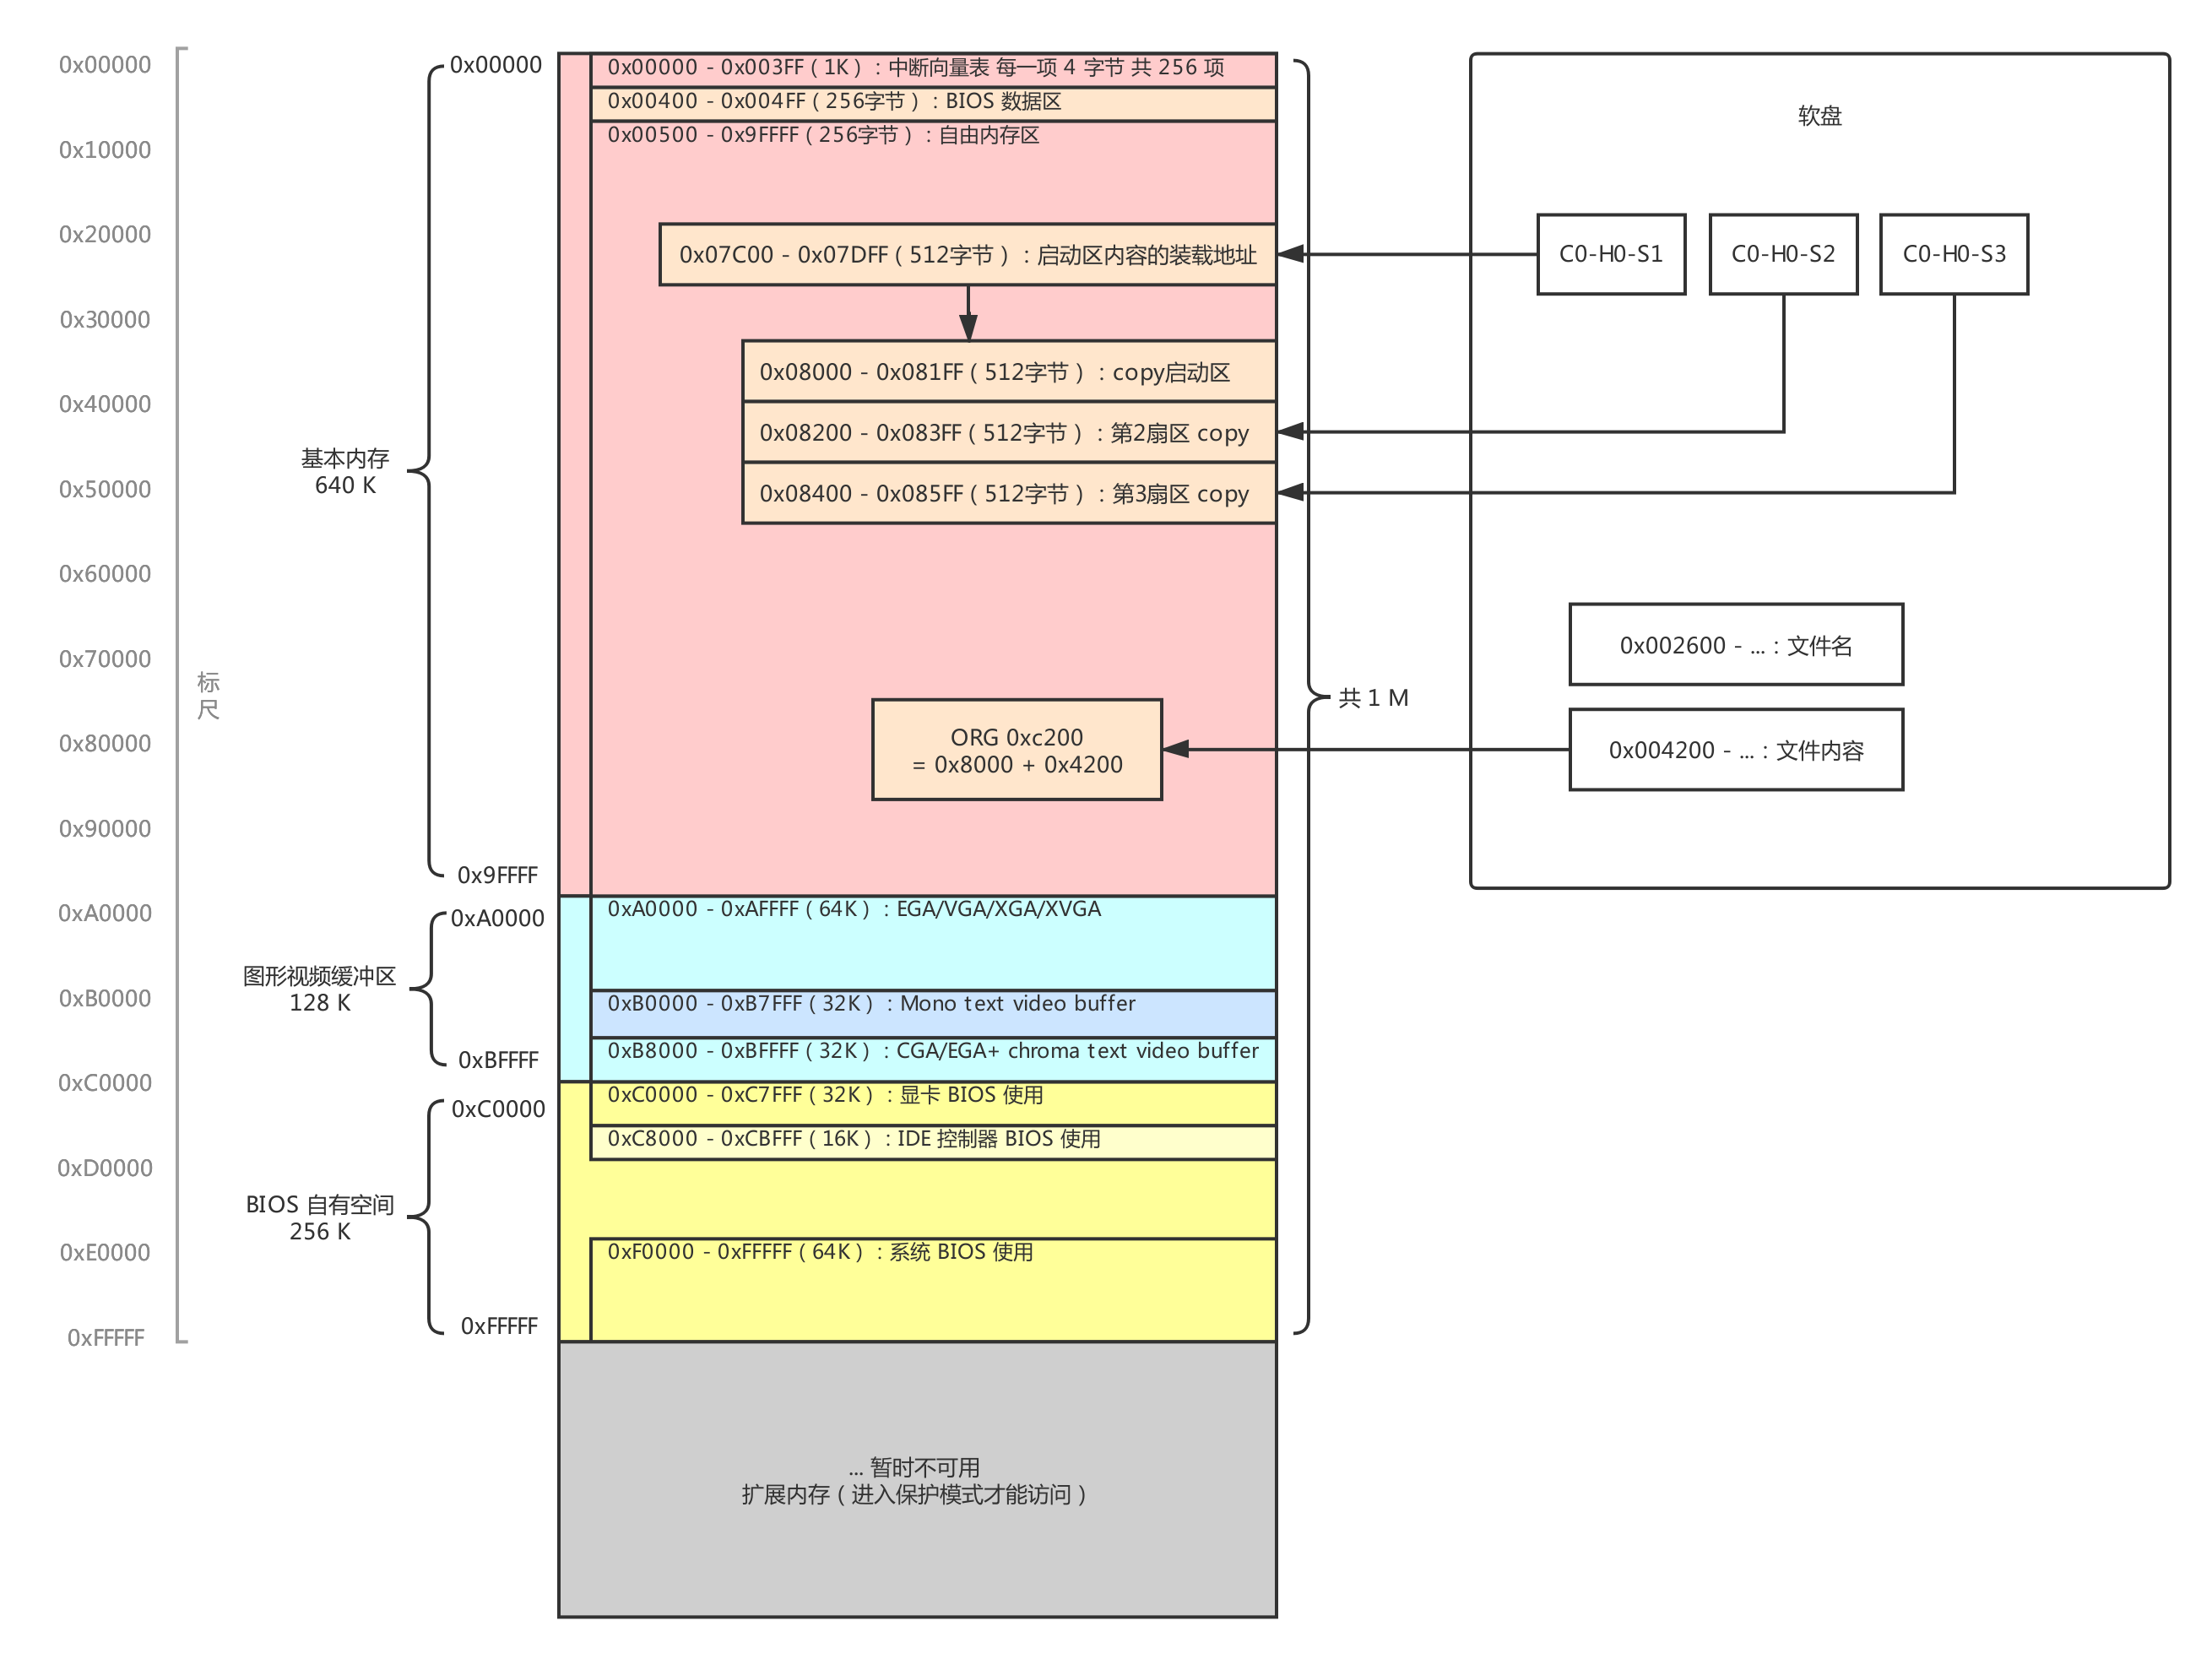 0x00000
0x10000
0x20000
0x30000
0x40000
0x50000
0x60000
0x70000
0x80000
0x90000
0xA0000
0xB0000
0xC0000
0xD0000
0xE0000
0xFFFFF
标
尺
0x00000
基本内存
640 K
0x9FFFF
0xA0000
图形视频缓冲区
128 K
0xBFFFF
0xC0000
BIOS 自有空间
256 K
0xFFFFF
0x00000 - 0x003FF ( 1K ) : 中断向量表 每一项 4 字节 共 256 项
0x00400 - 0x004FF ( 256字节 ) : BIOS 数据区
0x00500 - 0x9FFFF ( 256字节 ) : 自由内存区
0x07C00 - 0x07DFF ( 512字节 ) : 启动区内容的装载地址
0x08000 - 0x081FF ( 512字节 ) : copy启动区
0x08200 - 0x083FF ( 512字节 ) : 第2扇区 copy
0x08400 - 0x085FF ( 512字节 ) : 第3扇区 copy
ORG 0xc200
= 0x8000 + 0x4200
0xA0000 - 0xAFFFF ( 64K ) : EGA/VGA/XGA/XVGA
0xB0000 - 0xB7FFF ( 32K ) : Mono text video buffer
0xB8000 - 0xBFFFF ( 32K ) : CGA/EGA+ chroma text video buffer
0xC0000 - 0xC7FFF ( 32K ) : 显卡 BIOS 使用
0xC8000 - 0xCBFFF ( 16K ) : IDE 控制器 BIOS 使用
0xF0000 - 0xFFFFF ( 64K ) : 系统 BIOS 使用
... 暂时不可用
扩展内存 ( 进入保护模式才能访问 )
共 1 M
软盘
C0-H0-S1
C0-H0-S2
C0-H0-S3
0x002600 - ... : 文件名
0x004200 - ... : 文件内容